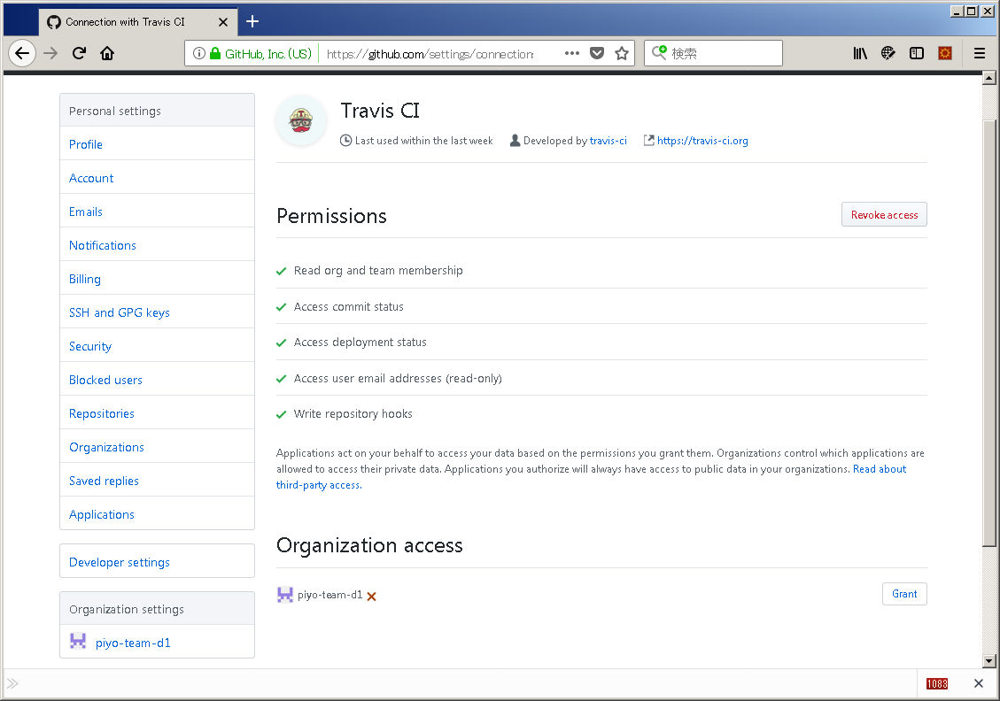 Connection with Travis CI
GitHub, Inc. (US)
https://github.com/settings/connection
検索
Personal settings
Profile
Account
Emails
Notifications
Billing
SSH and GPG keys
Security
Blocked users
Repositories
Organizations
Saved replies
Applications
Developer settings
Organization settings
piyo-team-d1
Travis CI
Last used within the last week Developed by travis-ci https://travis-ci.org
Permissions
Revoke access
Read org and team membership
Access commit status
Access deployment status
Access user email addresses (read-only)
Write repository hooks
Applications act on your behalf to access your data based on the permissions you grant them. Organizations control which applications are
allowed to access their private data. Applications you authorize will always have access to public data in your organizations. Read about
third-party access.
Organization access
piyo-team-d1
Grant
1083